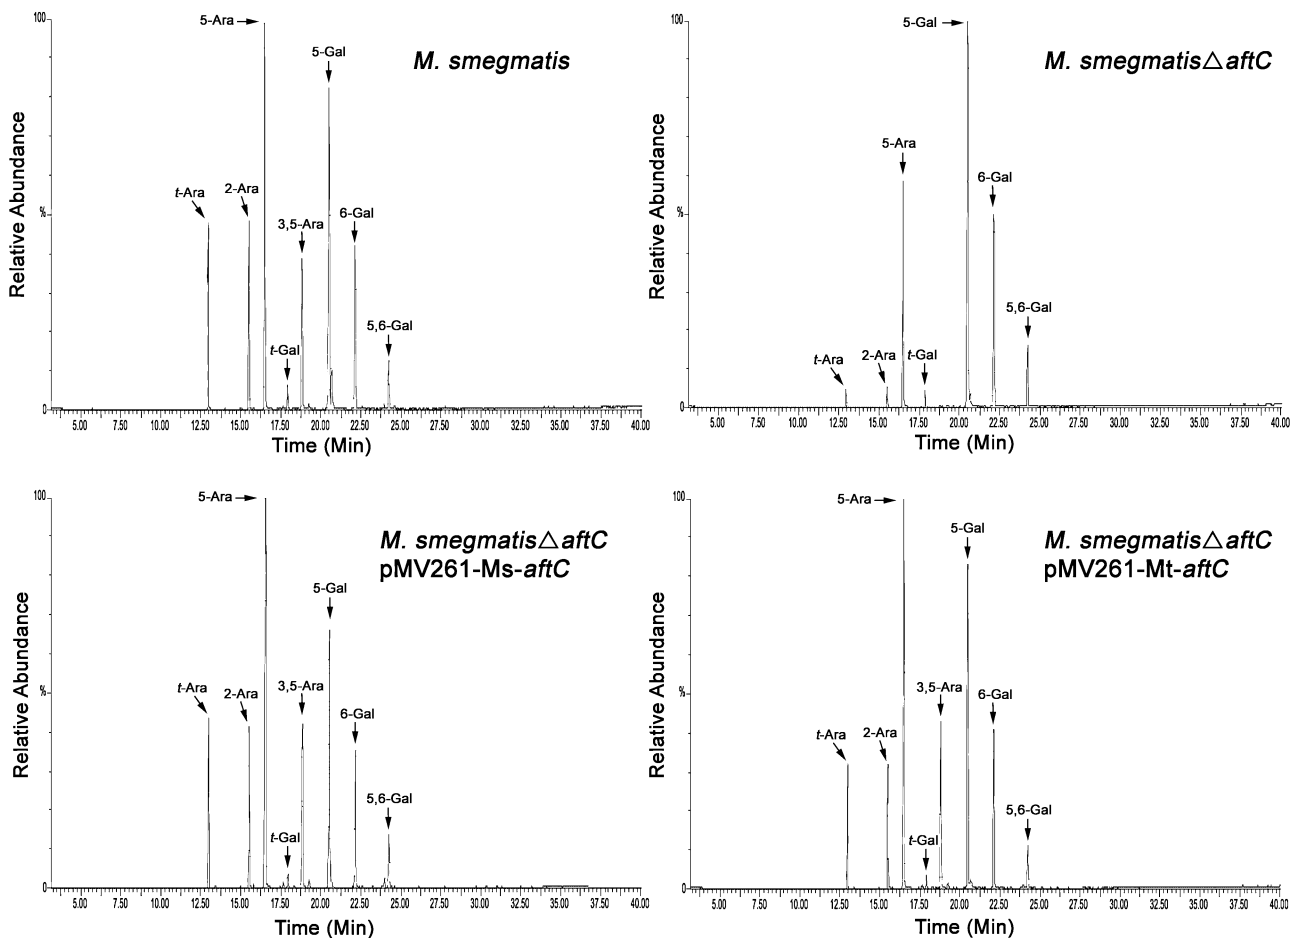 M. smegmatis
Relative Abundance
100
%
0
5-Ara
5-Gal
t-Ara
2-Ara
3,5-Ara
6-Gal
t-Gal
5,6-Gal
5.00 7.50 10.00 12.50 15.00 17.50 20.00 22.50 25.00 27.50 30.00 32.50 35.00 37.50 40.00
Time (Min)
M. smegmatis△aftC
Relative Abundance
100
%
0
5-Gal
5-Ara
6-Gal
5,6-Gal
t-Ara
2-Ara
t-Gal
5.00 7.50 10.00 12.50 15.00 17.50 20.00 22.50 25.00 27.50 30.00 32.50 35.00 37.50 40.00
Time (Min)
M. smegmatis△aftC
pMV261-Ms-aftC
Relative Abundance
100
%
0
5-Ara
5-Gal
t-Ara
2-Ara
3,5-Ara
6-Gal
t-Gal
5,6-Gal
5.00 7.50 10.00 12.50 15.00 17.50 20.00 22.50 25.00 27.50 30.00 32.50 35.00 37.50 40.00
Time (Min)
M. smegmatis△aftC
pMV261-Mt-aftC
Relative Abundance
100
%
0
5-Ara
5-Gal
3,5-Ara
6-Gal
t-Ara
2-Ara
t-Gal
5,6-Gal
5.00 7.50 10.00 12.50 15.00 17.50 20.00 22.50 25.00 27.50 30.00 32.50 35.00 37.50 40.00
Time (Min)